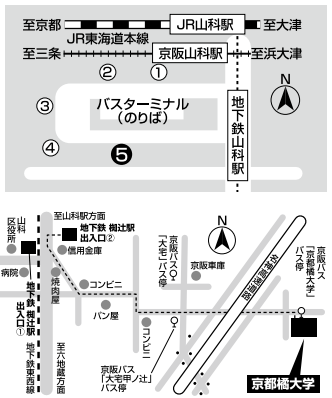 至京都
JR山科駅
至大津
JR東海道本線
至三条
京阪山科駅
至浜大津
②
①
N
③
バスターミナル
(のりば)
地下鉄山科駅
④
❺
至山科駅方面
山科
区役所
地下鉄 椥辻駅
出入口②
信用金庫
病院
地下鉄 椥辻駅
出入口①
焼肉屋
コンビニ
パン屋
コンビニ
地下鉄東西線
至六地蔵方面
京阪バス
「大宅」バス停
京阪車庫
N
名神高速道路
京阪バス
「京都橘大学」
バス停
京阪バス
「大宅甲ノ辻」
バス停
京都橘大学